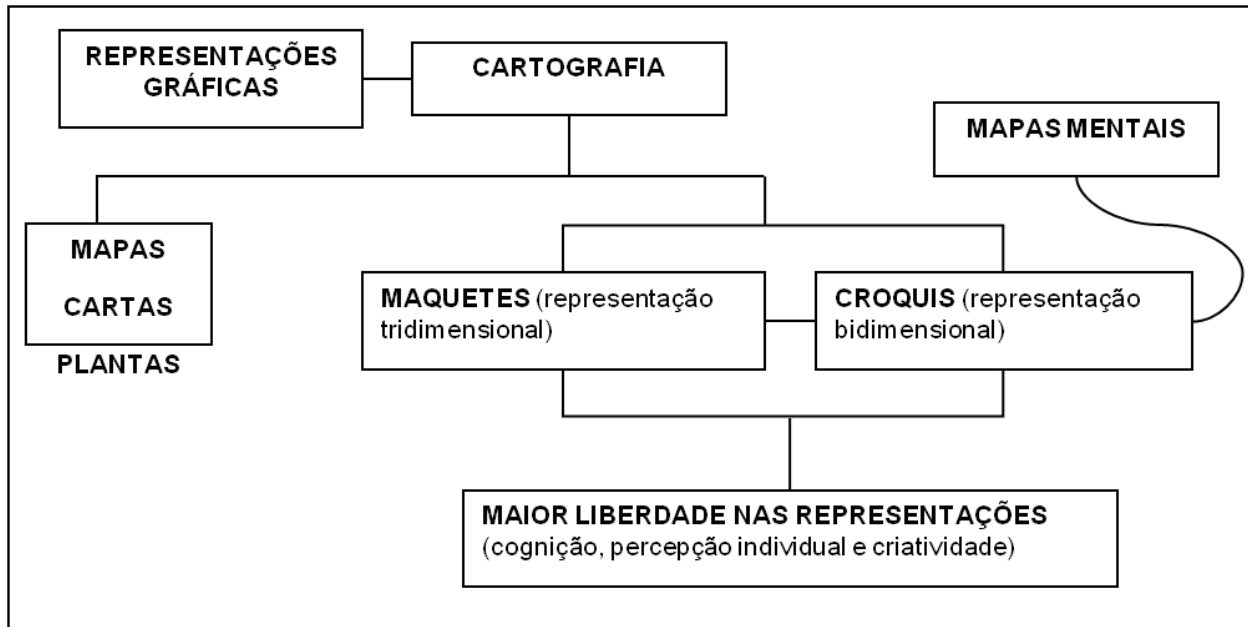 REPRESENTAÇÕES
GRÁFICAS
CARTOGRAFIA
MAPAS MENTAIS
MAPAS
CARTAS
PLANTAS
MAQUETES (representação
tridimensional)
CROQUIS (representação
bidimensional)
MAIOR LIBERDADE NAS REPRESENTAÇÕES
(cognição, percepção individual e criatividade)